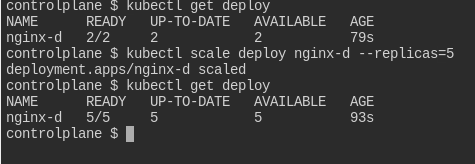 controlplane $ kubectl get deploy
NAME      READY   UP-TO-DATE   AVAILABLE   AGE
nginx-d   2/2     2            2           79s
controlplane $ kubectl scale deploy nginx-d --replicas=5
deployment.apps/nginx-d scaled
controlplane $ kubectl get deploy
NAME      READY   UP-TO-DATE   AVAILABLE   AGE
nginx-d   5/5     5            5           93s
controlplane $